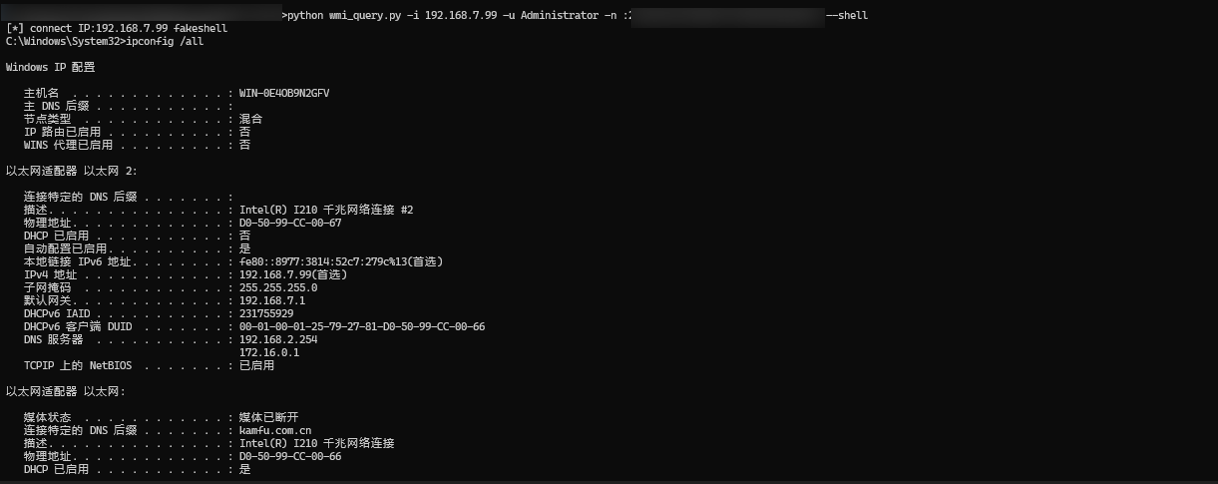 >python wmi_query.py -i 192.168.7.99 -u Administrator -n : --shell
[*] connect IP:192.168.7.99 fakeshell
C:\Windows\System32>ipconfig /all
Windows IP 配置
主机名 . . . . . . . . . . . . . : WIN-0E4OB9N2GFV
主 DNS 后缀 . . . . . . . . . . . :
节点类型 . . . . . . . . . . . . : 混合
IP 路由已启用 . . . . . . . . . . : 否
WINS 代理已启用 . . . . . . . . . : 否
以太网适配器 以太网 2:
连接特定的 DNS 后缀 . . . . . . . :
描述. . . . . . . . . . . . . . . : Intel(R) I210 千兆网络连接 #2
物理地址. . . . . . . . . . . . . : D0-50-99-CC-00-67
DHCP 已启用 . . . . . . . . . . . : 否
自动配置已启用. . . . . . . . . . : 是
本地链接 IPv6 地址. . . . . . . . : fe80::8977:3814:52c7:279c%13(首选)
IPv4 地址 . . . . . . . . . . . . : 192.168.7.99(首选)
子网掩码 . . . . . . . . . . . . : 255.255.255.0
默认网关. . . . . . . . . . . . . : 192.168.7.1
DHCPv6 IAID . . . . . . . . . . . : 231755929
DHCPv6 客户端 DUID . . . . . . . : 00-01-00-01-25-79-27-81-D0-50-99-CC-00-66
DNS 服务器 . . . . . . . . . . . : 192.168.2.254
172.16.0.1
TCPIP 上的 NetBIOS . . . . . . . : 已启用
以太网适配器 以太网:
媒体状态 . . . . . . . . . . . . : 媒体已断开
连接特定的 DNS 后缀 . . . . . . . : kamfu.com.cn
描述. . . . . . . . . . . . . . . : Intel(R) I210 千兆网络连接
物理地址. . . . . . . . . . . . . : D0-50-99-CC-00-66
DHCP 已启用 . . . . . . . . . . . : 是